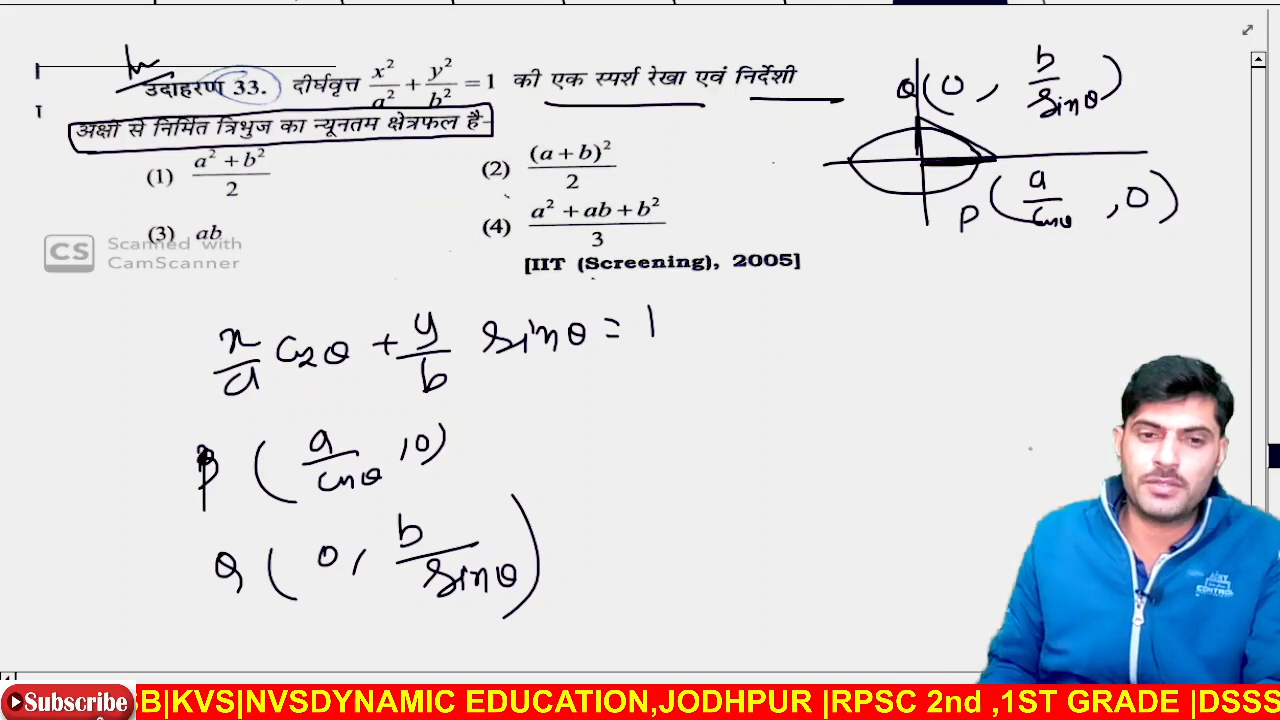 उदाहरण 33. दीर्घवृत्त x²/a² + y²/b² = 1 की एक स्पर्श रेखा एवं निर्देशी
अक्षो से निर्मित त्रिभुज का न्यूनतम क्षेत्रफल है-
(1) (a² + b²)/2
(2) (a + b)²/2
(3) ab
(4) (a² + ab + b²)/3
[IIT (Screening), 2005]
CS Scanned with
CamScanner
Q(0, b/sinθ)
P(a/cosθ, 0)
x/a cosθ + y/b sinθ = 1
P (a/cosθ, 0)
Q (0, b/sinθ)
CONTROL
Subscribe
B|KVS|NVSDYNAMIC EDUCATION,JODHPUR |RPSC 2nd ,1ST GRADE |DSSS